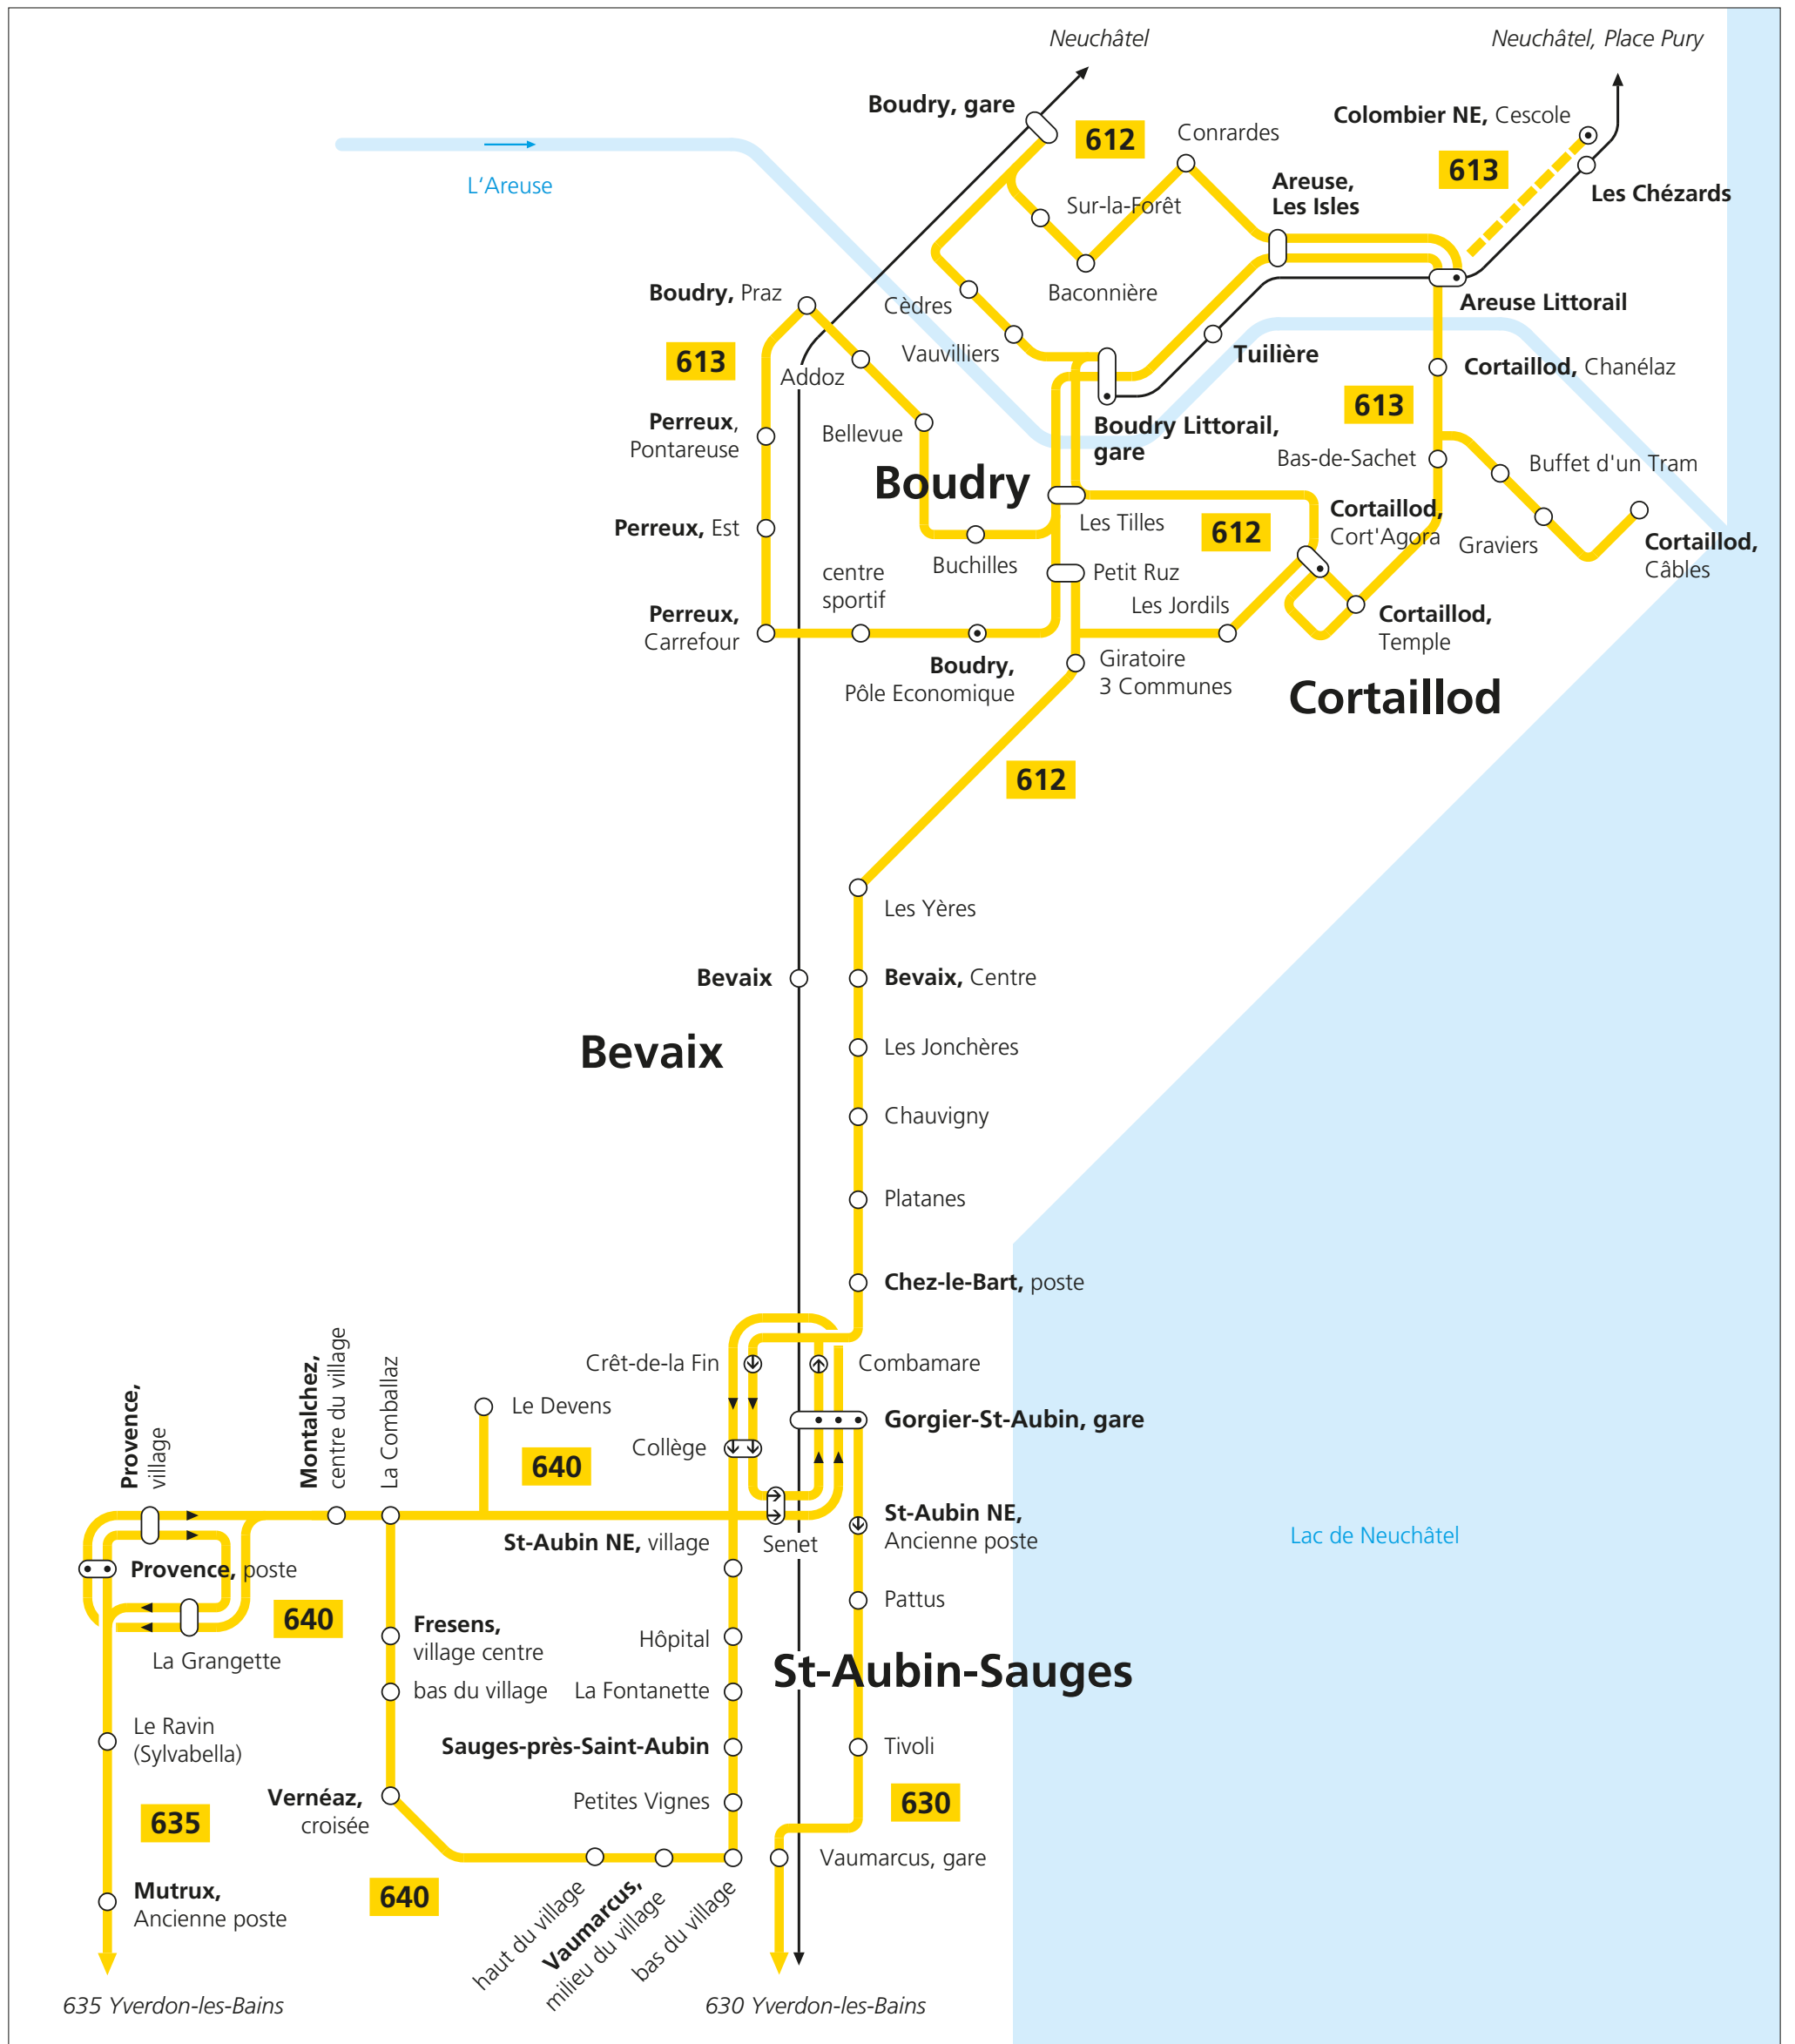 Neuchâtel
Neuchâtel, Place Pury
Boudry, gare
612
Conrardes
Colombier NE, Cescole
613
Les Chézards
L'Areuse
Areuse,
Les Isles
Sur-la-Forêt
Baconnière
Areuse Littorail
Boudry, Praz
Cèdres
613
Vauvilliers
Addoz
Tuilière
Cortaillod, Chanélaz
613
Perreux,
Pontareuse
Bellevue
Boudry Littorail,
gare
Bas-de-Sachet
Buffet d'un Tram
Boudry
Les Tilles
612
Cortaillod,
Cort'Agora
Graviers
Cortaillod,
Câbles
Perreux, Est
Buchilles
centre
sportif
Petit Ruz
Les Jordils
Perreux,
Carrefour
Cortaillod,
Temple
Boudry,
Pôle Economique
Giratoire
3 Communes
Cortaillod
612
Les Yères
Bevaix
Bevaix, Centre
Bevaix
Les Jonchères
Chauvigny
Platanes
Chez-le-Bart, poste
Crêt-de-la Fin
Combamare
Provence,
village
Montalchez,
centre du village
La Comballaz
Le Devens
Gorgier-St-Aubin, gare
Collège
640
St-Aubin NE,
Ancienne poste
St-Aubin NE, village
Senet
Lac de Neuchâtel
Provence, poste
Pattus
640
Fresens,
village centre
Hôpital
La Grangette
St-Aubin-Sauges
bas du village
La Fontanette
Le Ravin
(Sylvabella)
Sauges-près-Saint-Aubin
Tivoli
Vernéaz,
croisée
Petites Vignes
630
635
Vaumarcus, gare
Mutrux,
Ancienne poste
640
haut du village
Vaumarcus,
milieu du village
bas du village
635 Yverdon-les-Bains
630 Yverdon-les-Bains